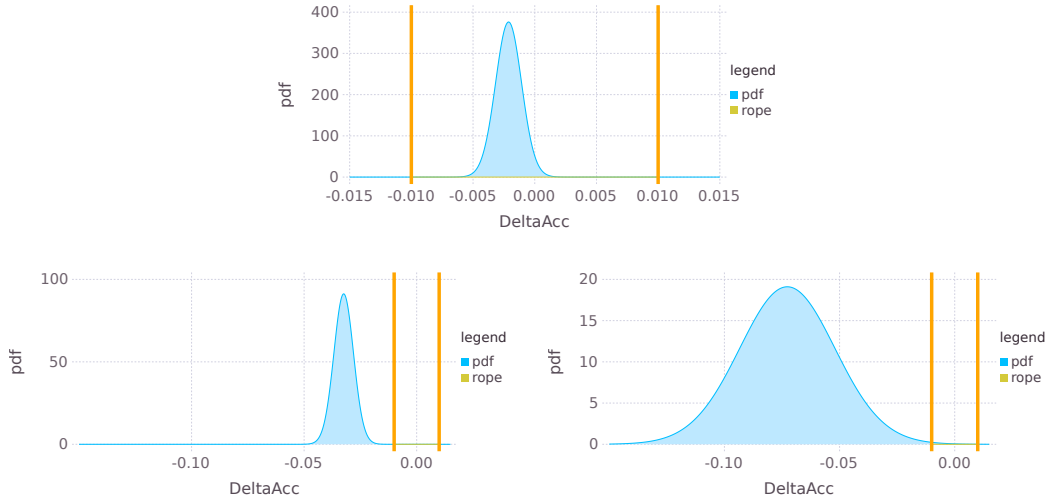 400
300
200
100
0
pdf
-0.015 -0.010 -0.005 0.000 0.005 0.010 0.015
DeltaAcc
legend
pdf
rope
100
50
0
pdf
-0.10 -0.05 0.00
DeltaAcc
legend
pdf
rope
20
15
10
5
0
pdf
-0.10 -0.05 0.00
DeltaAcc
legend
pdf
rope